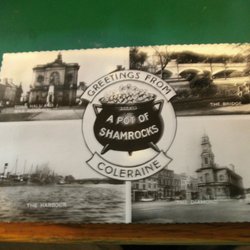 GREETINGS FROM
A POT OF
SHAMROCKS
COLERAINE
THE BRIDGE
THE HARBOUR
THE DIAMOND